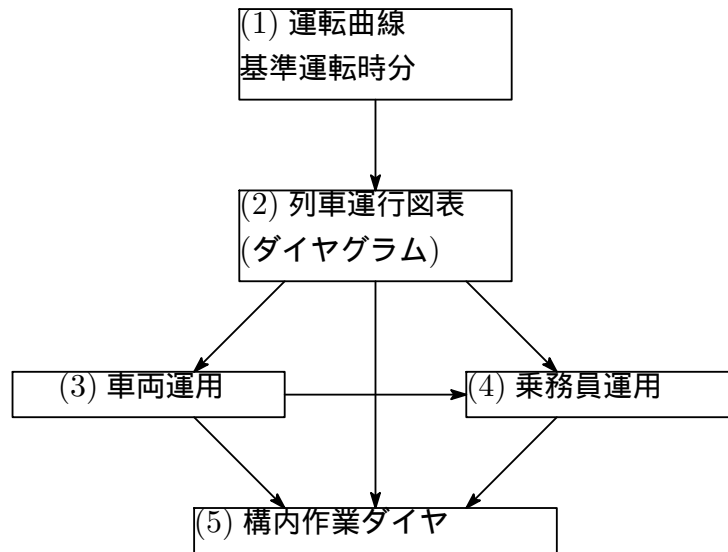 (1) 運転曲線
基準運転時分
(2) 列車運行図表
(ダイヤグラム)
(3) 車両運用
(4) 乗務員運用
(5) 構内作業ダイヤ